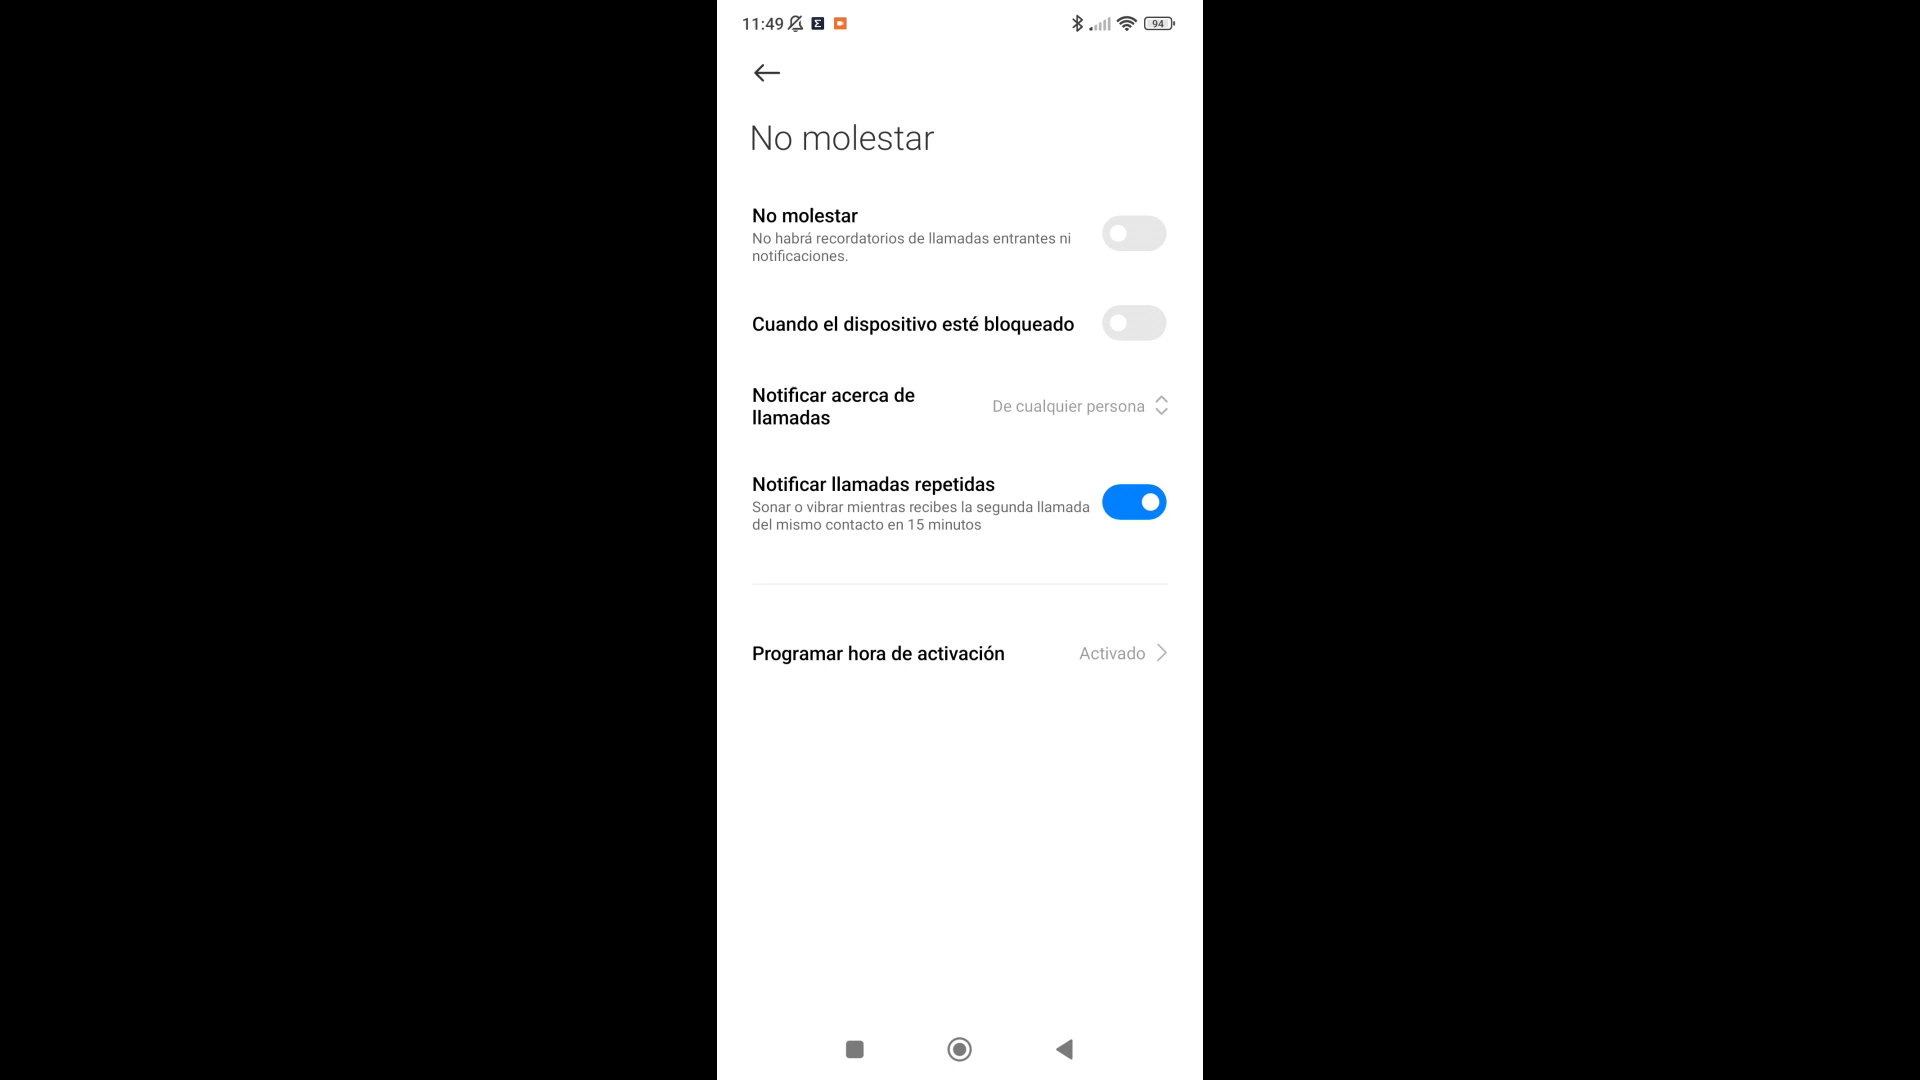 11:49
94
No molestar
No molestar
No habrá recordatorios de llamadas entrantes ni
notificaciones.
Cuando el dispositivo esté bloqueado
Notificar acerca de
llamadas
De cualquier persona
Notificar llamadas repetidas
Sonar o vibrar mientras recibes la segunda llamada
del mismo contacto en 15 minutos
Programar hora de activación
Activado